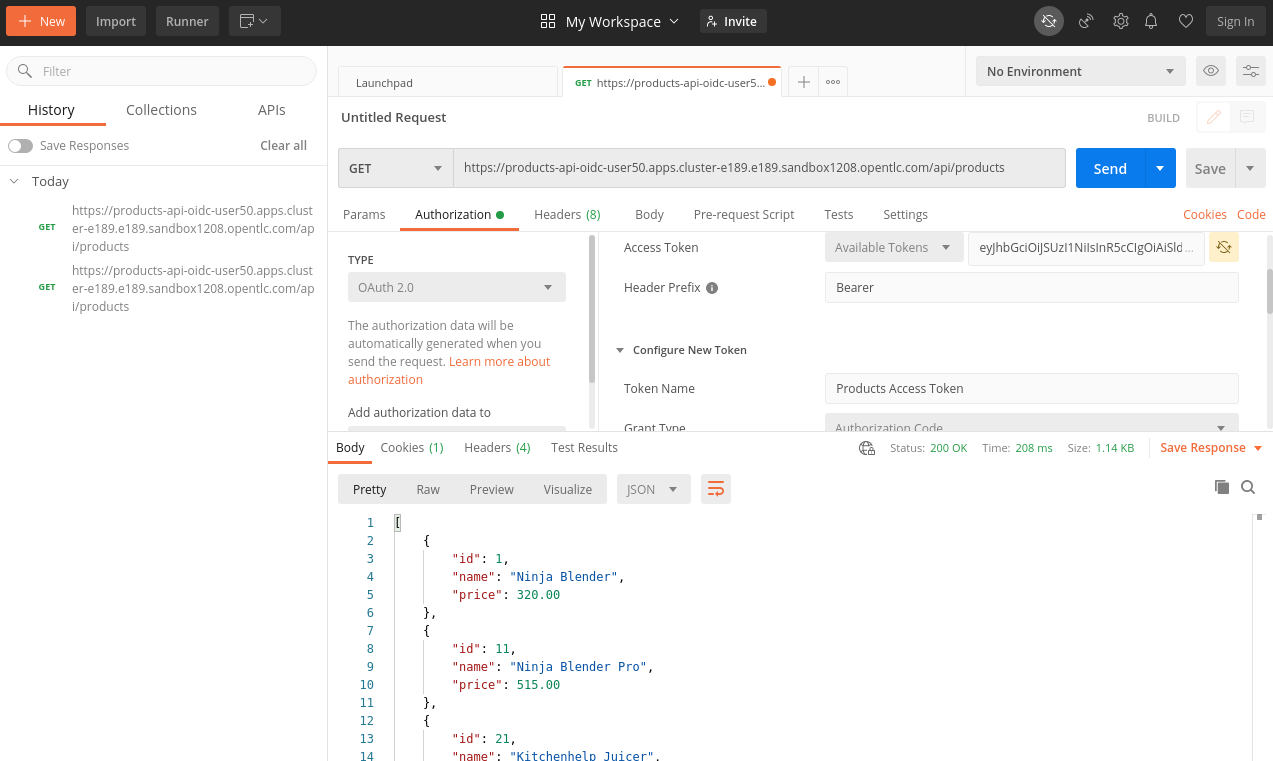 New
Import
Runner
My Workspace
Invite
Sign In
Filter
History
Collections
APIs
Save Responses
Clear all
Today
GET
https://products-api-oidc-user50.apps.clust
er-e189.e189.sandbox1208.opentlc.com/ap
i/products
GET
https://products-api-oidc-user50.apps.clust
er-e189.e189.sandbox1208.opentlc.com/ap
i/products
Launchpad
GET https://products-api-oidc-user5...
No Environment
Untitled Request
BUILD
GET
https://products-api-oidc-user50.apps.cluster-e189.e189.sandbox1208.opentlc.com/api/products
Send
Save
Params
Authorization
Headers (8)
Body
Pre-request Script
Tests
Settings
Cookies
Code
TYPE
OAuth 2.0
The authorization data will be
automatically generated when you
send the request. Learn more about
authorization
Add authorization data to
Access Token
Available Tokens
Header Prefix
Bearer
Configure New Token
Token Name
Products Access Token
Grant Type
Authorization Code
Body
Cookies (1)
Headers (4)
Test Results
Status: 200 OK
Time: 208 ms
Size: 1.14 KB
Save Response
Pretty
Raw
Preview
Visualize
JSON
1 [
2 {
3 "id": 1,
4 "name": "Ninja Blender",
5 "price": 320.00
6 },
7 {
8 "id": 11,
9 "name": "Ninja Blender Pro",
10 "price": 515.00
11 },
12 {
13 "id": 21,
14 "name": "Kitchenhelp Juicer",